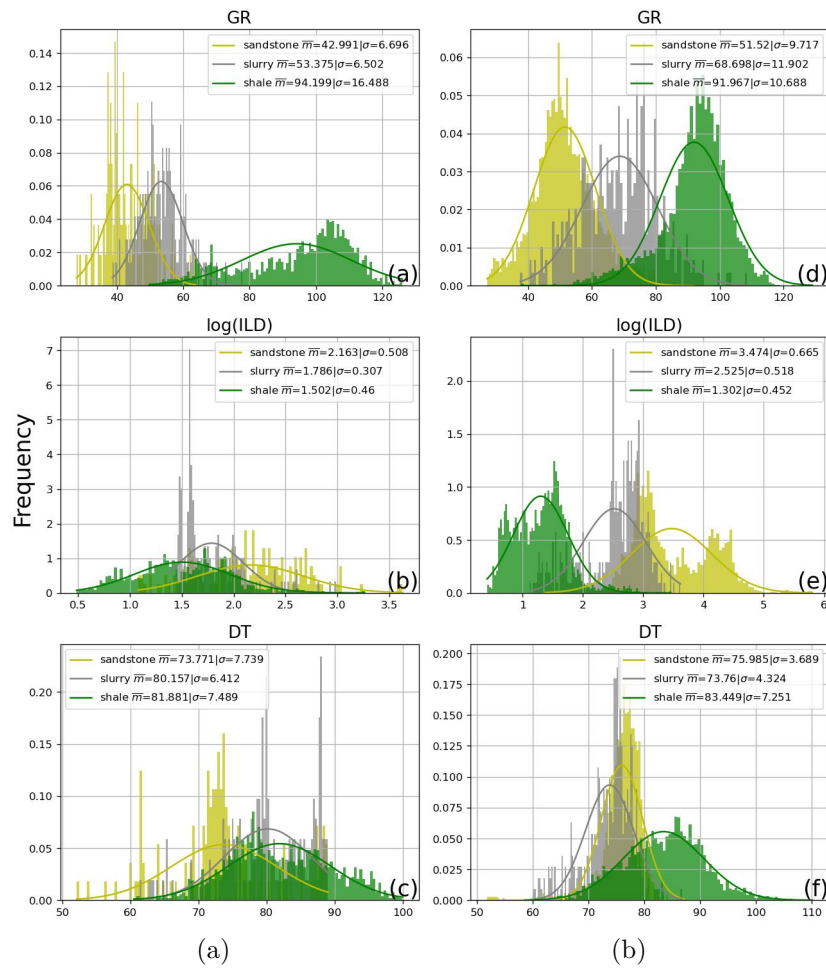 GR
sandstone m̅=42.991|σ=6.696
slurry m̅=53.375|σ=6.502
shale m̅=94.199|σ=16.488
0.14
0.12
0.10
0.08
0.06
0.04
0.02
0.00
40 60 80 100 120
(a)
GR
sandstone m̅=51.52|σ=9.717
slurry m̅=68.698|σ=11.902
shale m̅=91.967|σ=10.688
0.06
0.05
0.04
0.03
0.02
0.01
0.00
40 60 80 100 120
(d)
log(ILD)
sandstone m̅=2.163|σ=0.508
slurry m̅=1.786|σ=0.307
shale m̅=1.502|σ=0.46
Frequency
7
6
5
4
3
2
1
0
0.5 1.0 1.5 2.0 2.5 3.0 3.5
(b)
log(ILD)
sandstone m̅=3.474|σ=0.665
slurry m̅=2.525|σ=0.518
shale m̅=1.302|σ=0.452
2.0
1.5
1.0
0.5
0.0
1 2 3 4 5 6
(e)
DT
sandstone m̅=73.771|σ=7.739
slurry m̅=80.157|σ=6.412
shale m̅=81.881|σ=7.489
0.20
0.15
0.10
0.05
0.00
50 60 70 80 90 100
(c)
DT
sandstone m̅=75.985|σ=3.689
slurry m̅=73.76|σ=4.324
shale m̅=83.449|σ=7.251
0.200
0.175
0.150
0.125
0.100
0.075
0.050
0.025
0.000
50 60 70 80 90 100 110
(f)
(a)
(b)